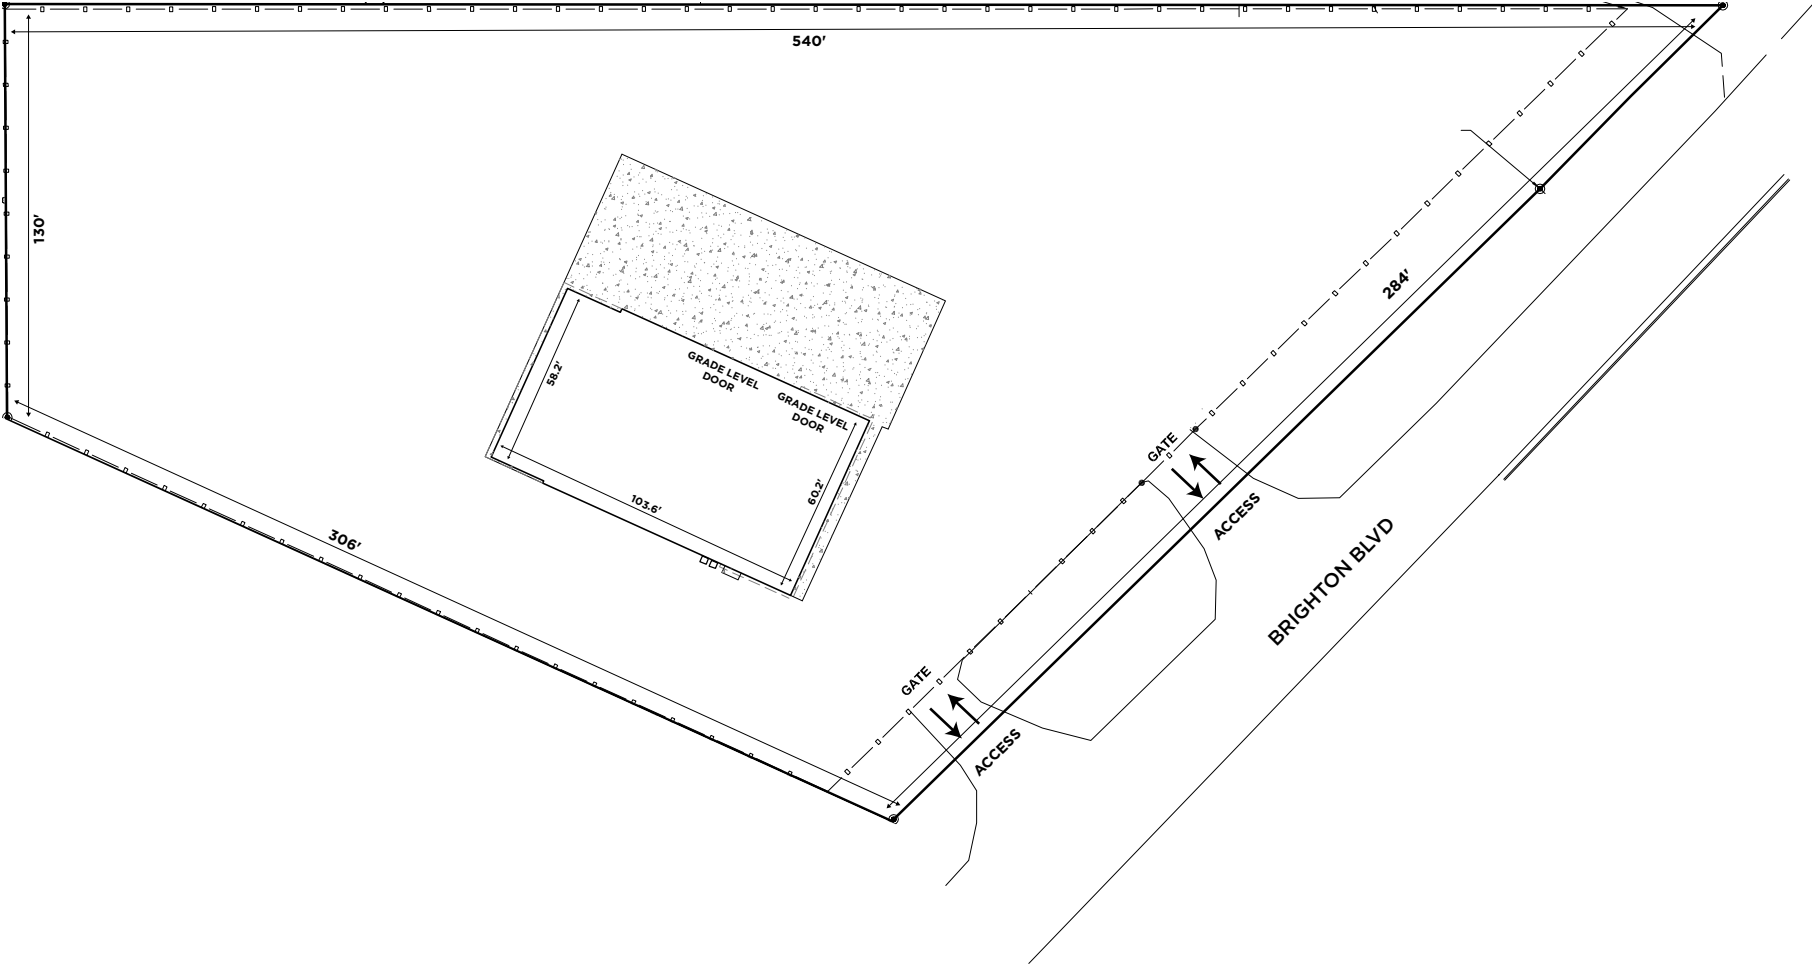 540'
130'
284'
58.2'
GRADE LEVEL
DOOR
GRADE LEVEL
DOOR
60.2'
103.6'
306'
GATE
ACCESS
BRIGHTON BLVD
GATE
ACCESS